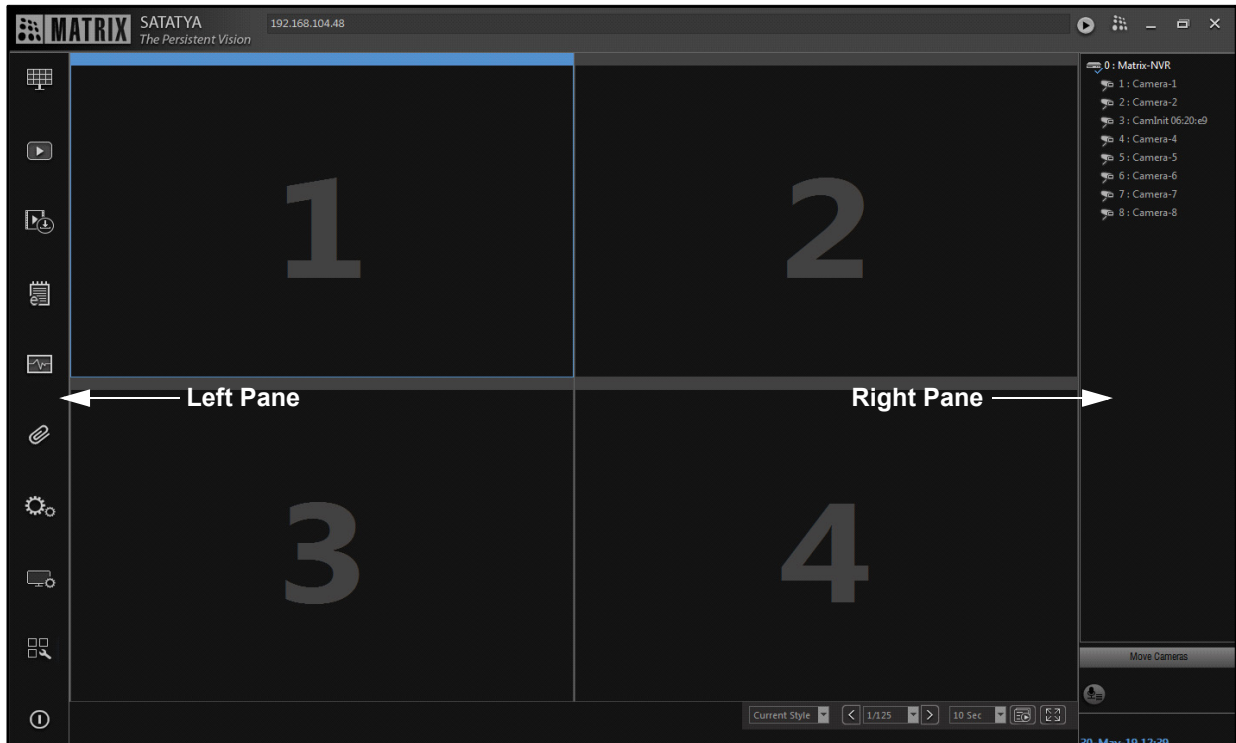 MATRIX
SATATYA
The Persistent Vision
192.168.104.48
0 : Matrix-NVR
1 : Camera-1
2 : Camera-2
3 : CamInit 06:20:e9
4 : Camera-4
5 : Camera-5
6 : Camera-6
7 : Camera-7
8 : Camera-8
1
2
Left Pane
Right Pane
3
4
Move Cameras
Current Style
1/125
10 Sec